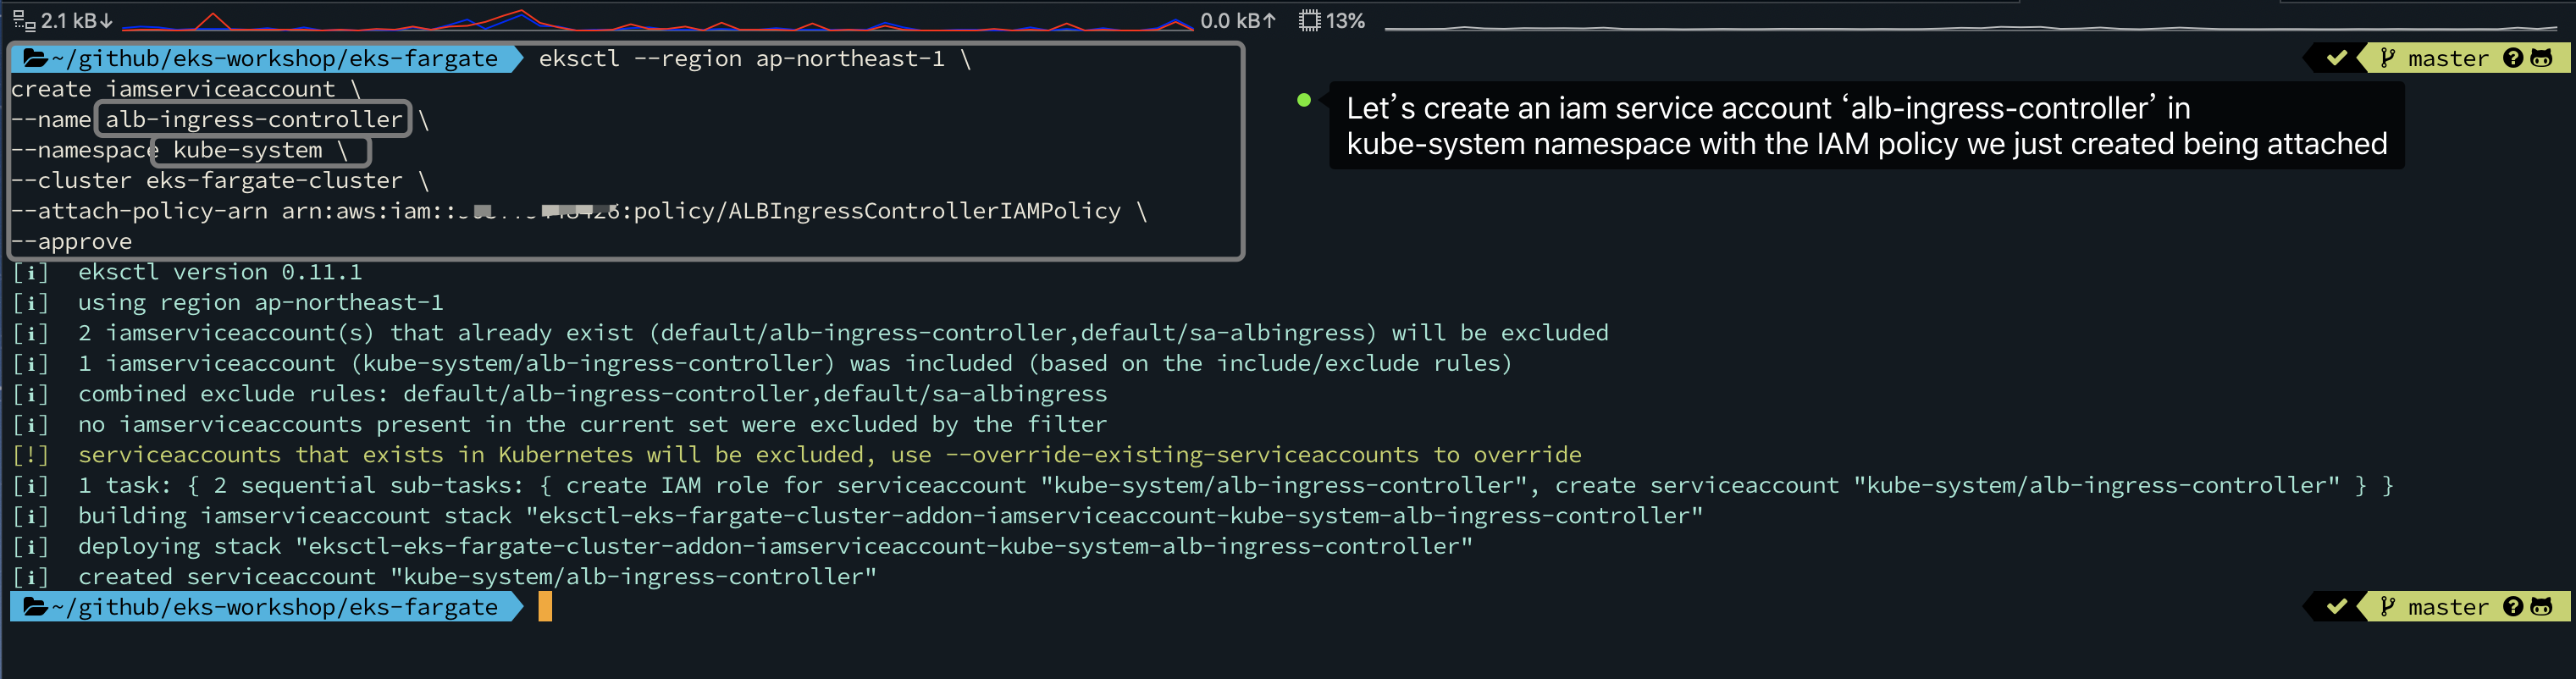 2.1 kB↓ 0.0 kB↑ 13%
~/github/eks-workshop/eks-fargate eksctl --region ap-northeast-1 \ master
create iamserviceaccount \
--name alb-ingress-controller \
--namespace kube-system \
--cluster eks-fargate-cluster \
--attach-policy-arn arn:aws:iam:: :policy/ALBIngressControllerIAMPolicy \
--approve
Let's create an iam service account ‘alb-ingress-controller’ in
kube-system namespace with the IAM policy we just created being attached
[i] eksctl version 0.11.1
[i] using region ap-northeast-1
[i] 2 iamserviceaccount(s) that already exist (default/alb-ingress-controller,default/sa-albingress) will be excluded
[i] 1 iamserviceaccount (kube-system/alb-ingress-controller) was included (based on the include/exclude rules)
[i] combined exclude rules: default/alb-ingress-controller,default/sa-albingress
[i] no iamserviceaccounts present in the current set were excluded by the filter
[!] serviceaccounts that exists in Kubernetes will be excluded, use --override-existing-serviceaccounts to override
[i] 1 task: { 2 sequential sub-tasks: { create IAM role for serviceaccount "kube-system/alb-ingress-controller", create serviceaccount "kube-system/alb-ingress-controller" } }
[i] building iamserviceaccount stack "eksctl-eks-fargate-cluster-addon-iamserviceaccount-kube-system-alb-ingress-controller"
[i] deploying stack "eksctl-eks-fargate-cluster-addon-iamserviceaccount-kube-system-alb-ingress-controller"
[i] created serviceaccount "kube-system/alb-ingress-controller"
~/github/eks-workshop/eks-fargate master